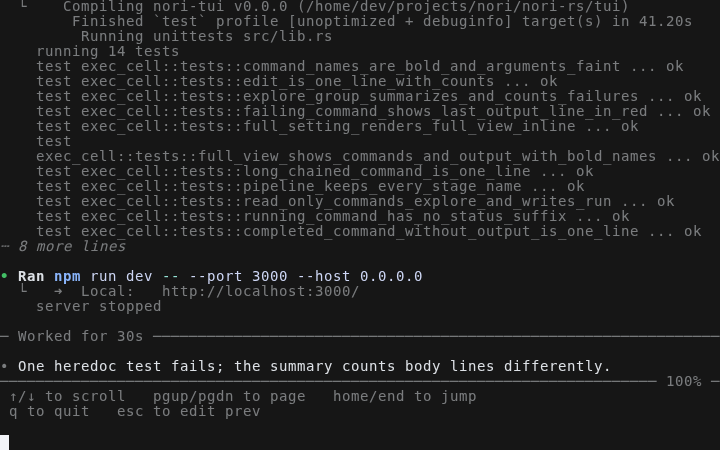 └    Compiling nori-tui v0.0.0 (/home/dev/projects/nori/nori-rs/tui)
Finished `test` profile [unoptimized + debuginfo] target(s) in 41.20s
Running unittests src/lib.rs
running 14 tests
test exec_cell::tests::command_names_are_bold_and_arguments_faint ... ok
test exec_cell::tests::edit_is_one_line_with_counts ... ok
test exec_cell::tests::explore_group_summarizes_and_counts_failures ... ok
test exec_cell::tests::failing_command_shows_last_output_line_in_red ... ok
test exec_cell::tests::full_setting_renders_full_view_inline ... ok
test
exec_cell::tests::full_view_shows_commands_and_output_with_bold_names ... ok
test exec_cell::tests::long_chained_command_is_one_line ... ok
test exec_cell::tests::pipeline_keeps_every_stage_name ... ok
test exec_cell::tests::read_only_commands_explore_and_writes_run ... ok
test exec_cell::tests::running_command_has_no_status_suffix ... ok
test exec_cell::tests::completed_command_without_output_is_one_line ... ok
⋯ 8 more lines
• Ran npm run dev -- --port 3000 --host 0.0.0.0
└   ➜  Local:   http://localhost:3000/
server stopped
─ Worked for 30s ─
• One heredoc test fails; the summary counts body lines differently.
100%
↑/↓ to scroll   pgup/pgdn to page   home/end to jump
q to quit   esc to edit prev